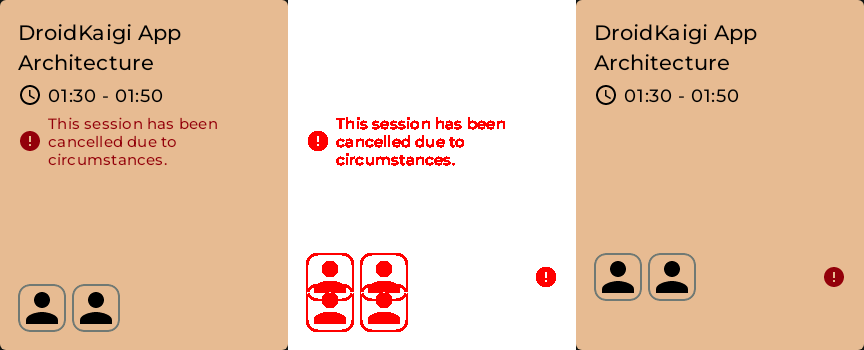 DroidKaigi App
Architecture
01:30 - 01:50
This session has been
cancelled due to
circumstances.
This session has been
cancelled due to
circumstances.
DroidKaigi App
Architecture
01:30 - 01:50